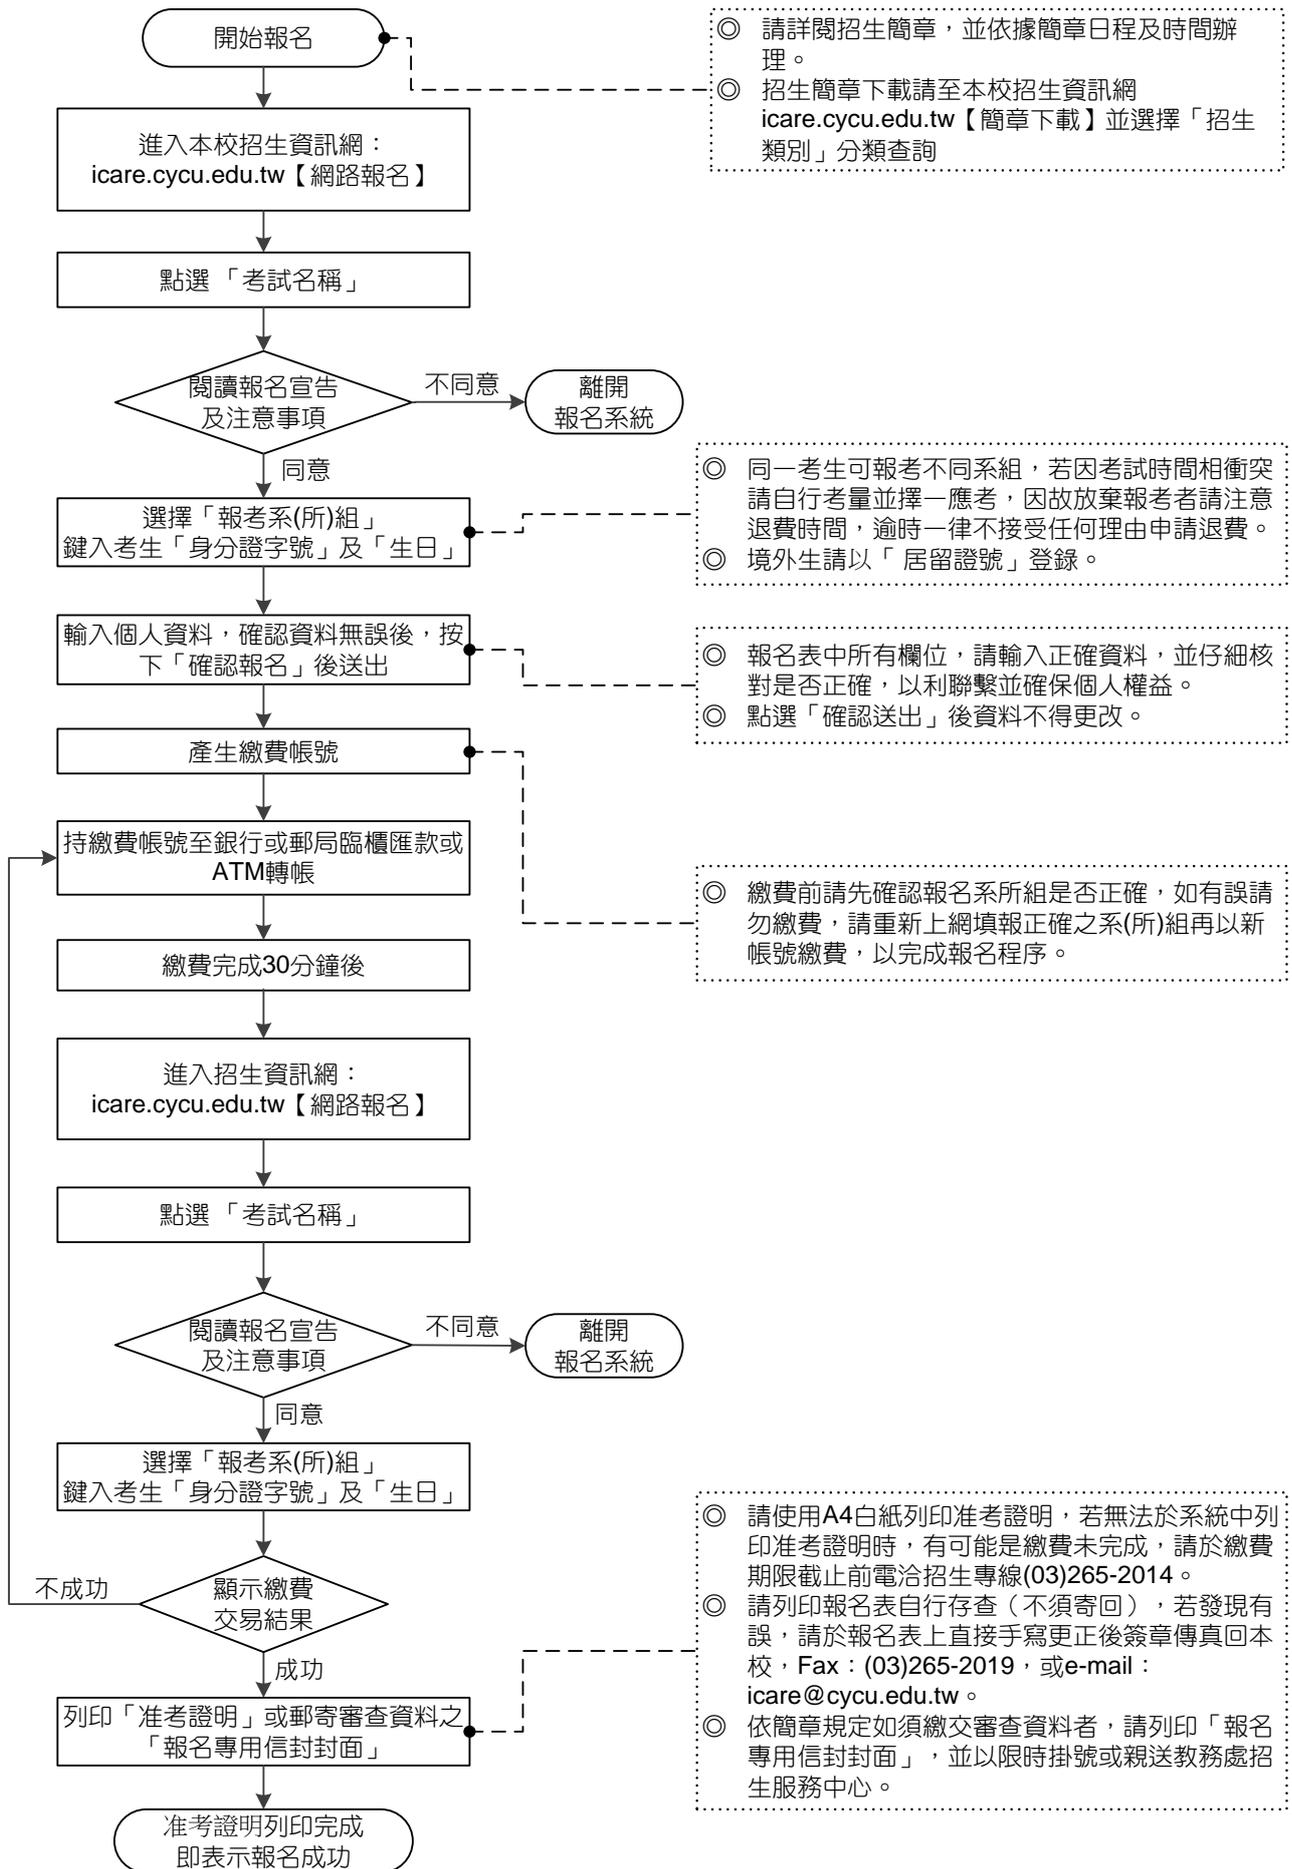 開始報名
◎ 請詳閱招生簡章，並依據簡章日程及時間辦
理。
◎ 招生簡章下載請至本校招生資訊網
icare.cycu.edu.tw【簡章下載】並選擇「招生
類別」分類查詢
進入本校招生資訊網：
icare.cycu.edu.tw【網路報名】
點選 「考試名稱」
閱讀報名宣告
及注意事項
不同意
離開
報名系統
同意
選擇「報考系(所)組」
鍵入考生「身分證字號」及「生日」
◎ 同一考生可報考不同系組，若因考試時間相衝突
請自行考量並擇一應考，因故放棄報考者請注意
退費時間，逾時一律不接受任何理由申請退費。
◎ 境外生請以「 居留證號」登錄。
輸入個人資料，確認資料無誤後，按
下「確認報名」後送出
◎ 報名表中所有欄位，請輸入正確資料，並仔細核
對是否正確，以利聯繫並確保個人權益。
◎ 點選「確認送出」後資料不得更改。
產生繳費帳號
持繳費帳號至銀行或郵局臨櫃匯款或
ATM轉帳
◎ 繳費前請先確認報名系所組是否正確，如有誤請
勿繳費，請重新上網填報正確之系(所)組再以新
帳號繳費，以完成報名程序。
繳費完成30分鐘後
進入招生資訊網：
icare.cycu.edu.tw【網路報名】
點選 「考試名稱」
閱讀報名宣告
及注意事項
不同意
離開
報名系統
同意
選擇「報考系(所)組」
鍵入考生「身分證字號」及「生日」
不成功
顯示繳費
交易結果
成功
◎ 請使用A4白紙列印准考證明，若無法於系統中列
印准考證明時，有可能是繳費未完成，請於繳費
期限截止前電洽招生專線(03)265-2014。
◎ 請列印報名表自行存查（不須寄回），若發現有
誤，請於報名表上直接手寫更正後簽章傳真回本
校，Fax：(03)265-2019，或e-mail：
icare@cycu.edu.tw。
◎ 依簡章規定如須繳交審查資料者，請列印「報名
專用信封封面」，並以限時掛號或親送教務處招
生服務中心。
列印「准考證明」或郵寄審查資料之
「報名專用信封封面」
准考證明列印完成
即表示報名成功